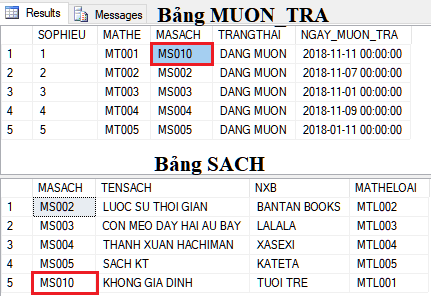 Results Messages
Bảng MUON_TRA
SOPHIEU MATHE MASACH TRANGTHAI NGAY_MUON_TRA
1 1 MT001 MS010 DANG MUON 2018-11-11 00:00:00
2 2 MT002 MS002 DANG MUON 2018-11-07 00:00:00
3 3 MT003 MS003 DANG MUON 2018-11-01 00:00:00
4 4 MT004 MS004 DANG MUON 2018-11-09 00:00:00
5 5 MT005 MS005 DANG MUON 2018-01-11 00:00:00
Bảng SACH
MASACH TENSACH NXB MATHELOAI
1 MS002 LUOC SU THOI GIAN BANTAN BOOKS MTL002
2 MS003 CON MEO DAY HAI AU BAY LALALA MTL003
3 MS004 THANH XUAN HACHIMAN XASEXI MTL004
4 MS005 SACH KT KATETA MTL005
5 MS010 KHONG GIA DINH TUOI TRE MTL001